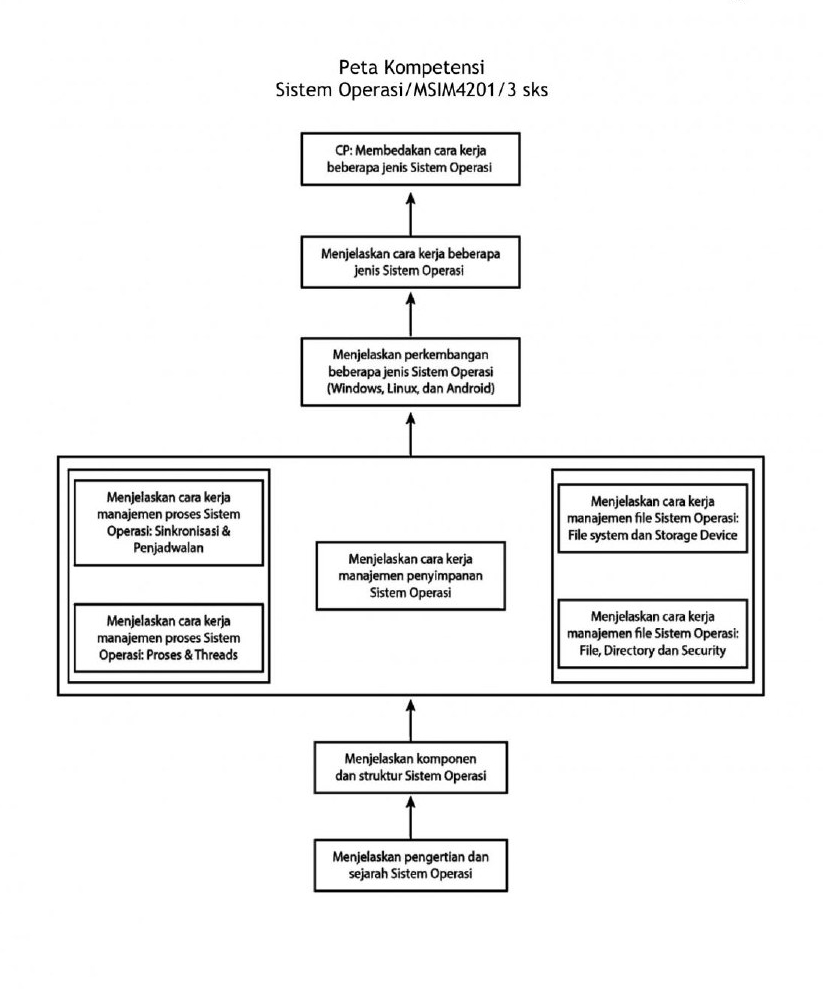 Peta Kompetensi
Sistem Operasi/MSIM4201/3 sks
CP: Membedakan cara kerja
beberapa jenis Sistem Operasi
Menjelaskan cara kerja beberapa
jenis Sistem Operasi
Menjelaskan perkembangan
beberapa jenis Sistem Operasi
(Windows, Linux, dan Android)
Menjelaskan cara kerja
manajemen proses Sistem
Operasi: Sinkronisasi &
Penjadwalan
Menjelaskan cara kerja
manajemen proses Sistem
Operasi: Proses & Threads
Menjelaskan cara kerja
manajemen penyimpanan
Sistem Operasi
Menjelaskan cara kerja
manajemen file Sistem Operasi:
File system dan Storage Device
Menjelaskan cara kerja
manajemen file Sistem Operasi:
File, Directory dan Security
Menjelaskan komponen
dan struktur Sistem Operasi
Menjelaskan pengertian dan
sejarah Sistem Operasi